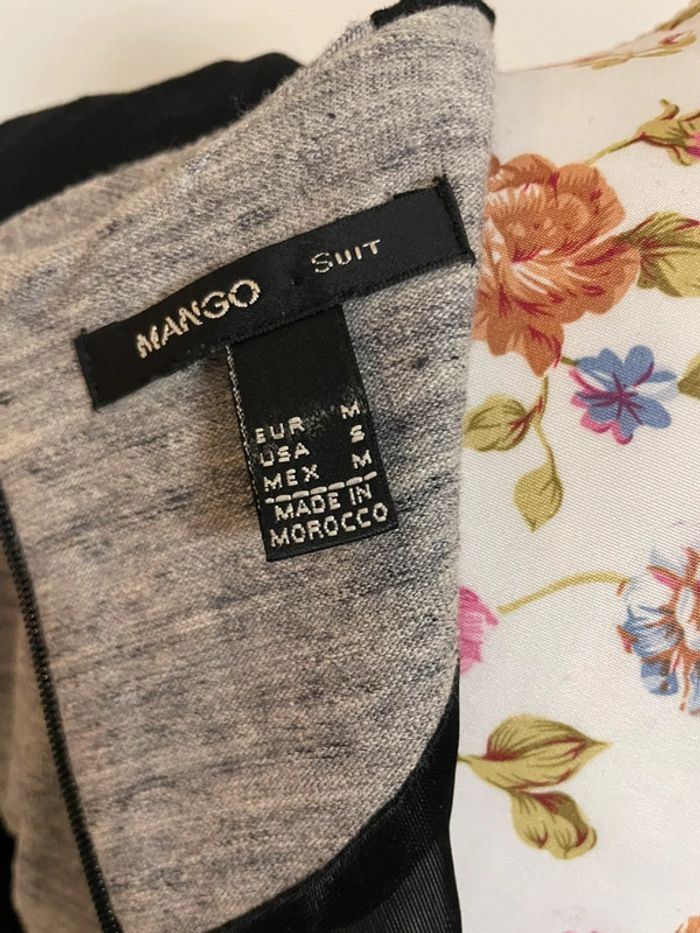 MANGO SUIT
EUR M
USA S
MEX M
MADE IN
MOROCCO